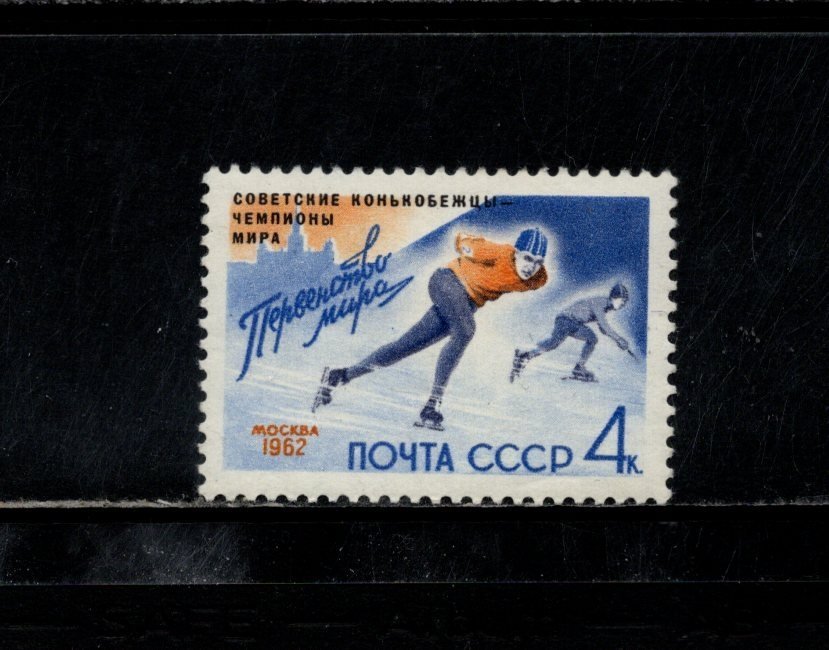 СОВЕТСКИЕ КОНЬКОБЕЖЦЫ—
ЧЕМПИОНЫ
МИРА
Первенство
мира
МОСКВА
1962
ПОЧТА СССР 4к.